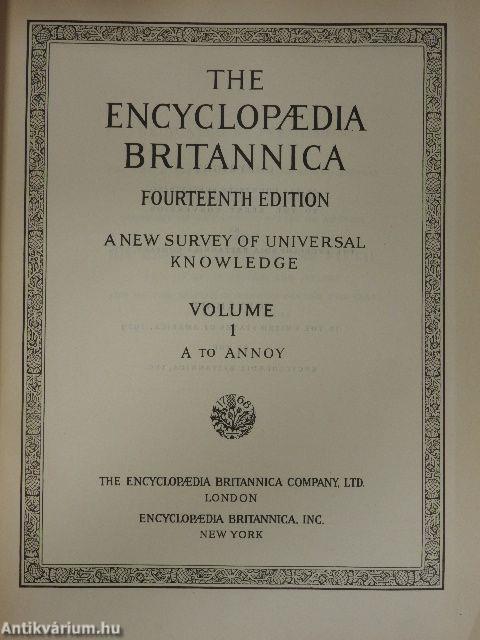 THE
ENCYCLOPÆDIA
BRITANNICA
FOURTEENTH EDITION
A NEW SURVEY OF UNIVERSAL
KNOWLEDGE
VOLUME
1
A TO ANNOY
1768
THE ENCYCLOPÆDIA BRITANNICA COMPANY, LTD.
LONDON
ENCYCLOPÆDIA BRITANNICA, INC.
NEW YORK
Antikvárium.hu